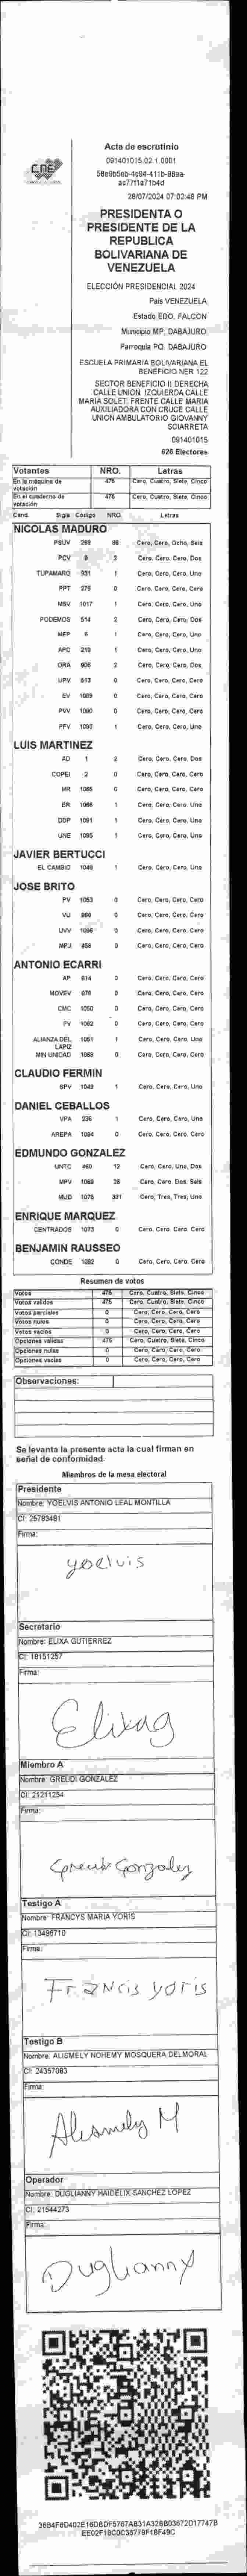 CNE
Acta de escrutinio
091401015.02.1.0001
58e9b5eb-4c94-411b-98aa-
ac77f1a71b4d
28/07/2024 07:02:48 PM
PRESIDENTA O
PRESIDENTE DE LA
REPUBLICA
BOLIVARIANA DE
VENEZUELA
ELECCIÓN PRESIDENCIAL 2024
País VENEZUELA
Estado EDO. FALCON
Municipio MP. DABAJURO
Parroquia PQ. DABAJURO
ESCUELA PRIMARIA BOLIVARIANA EL
BENEFICIO NER 122
SECTOR BENEFICIO II DERECHA
CALLE UNION. IZQUIERDA CALLE
MARIA SOLET. FRENTE CALLE MARIA
AUXILIADORA CON CRUCE CALLE
UNION AMBULATORIO GIOVANNY
SCIARRETA
091401015
628 Electores
Votantes NRO. Letras
En la máquina de votación 475 Cero, Cuatro, Siete, Cinco
En el cuaderno de votación 475 Cero, Cuatro, Siete, Cinco
Cand. Sigla Código NRO. Letras
NICOLAS MADURO
PSUV 268 86 Cero, Cero, Ocho, Seis
PCV 9 2 Cero, Cero, Cero, Dos
TUPAMARO 931 1 Cero, Cero, Cero, Uno
PPT 276 0 Cero, Cero, Cero, Cero
MSV 1017 1 Cero, Cero, Cero, Uno
PODEMOS 514 2 Cero, Cero, Cero, Dos
MEP 5 1 Cero, Cero, Cero, Uno
APC 219 1 Cero, Cero, Cero, Uno
ORA 906 2 Cero, Cero, Cero, Dos
UPV 613 0 Cero, Cero, Cero, Cero
EV 1089 0 Cero, Cero, Cero, Cero
PVV 1090 0 Cero, Cero, Cero, Cero
PFV 1093 1 Cero, Cero, Cero, Uno
LUIS MARTINEZ
AD 1 2 Cero, Cero, Cero, Dos
COPEI 2 0 Cero, Cero, Cero, Cero
MR 1065 0 Cero, Cero, Cero, Cero
BR 1066 1 Cero, Cero, Cero, Uno
DDP 1091 1 Cero, Cero, Cero, Uno
UNE 1096 1 Cero, Cero, Cero, Uno
JAVIER BERTUCCI
EL CAMBIO 1048 1 Cero, Cero, Cero, Uno
JOSE BRITO
PV 1053 0 Cero, Cero, Cero, Cero
VU 968 0 Cero, Cero, Cero, Cero
UVV 1036 0 Cero, Cero, Cero, Cero
MPJ 458 0 Cero, Cero, Cero, Cero
ANTONIO ECARRI
AP 614 0 Cero, Cero, Cero, Cero
MOVEV 678 0 Cero, Cero, Cero, Cero
CMC 1050 0 Cero, Cero, Cero, Cero
FV 1062 0 Cero, Cero, Cero, Cero
ALIANZA DEL LAPIZ 1051 1 Cero, Cero, Cero, Uno
MIN UNIDAD 1068 0 Cero, Cero, Cero, Cero
CLAUDIO FERMIN
SPV 1049 1 Cero, Cero, Cero, Uno
DANIEL CEBALLOS
VPA 236 1 Cero, Cero, Cero, Uno
AREPA 1084 0 Cero, Cero, Cero, Cero
EDMUNDO GONZALEZ
UNTC 460 12 Cero, Cero, Uno, Dos
MPV 1069 26 Cero, Cero, Dos, Seis
MUD 1075 331 Cero, Tres, Tres, Uno
ENRIQUE MARQUEZ
CENTRADOS 1073 0 Cero, Cero, Cero, Cero
BENJAMIN RAUSSEO
CONDE 1082 0 Cero, Cero, Cero, Cero
Resumen de votos
Votos 475 Cero, Cuatro, Siete, Cinco
Votos validos 475 Cero, Cuatro, Siete, Cinco
Votos parciales 0 Cero, Cero, Cero, Cero
Votos nulos 0 Cero, Cero, Cero, Cero
Votos vacios 0 Cero, Cero, Cero, Cero
Opciones validas 475 Cero, Cuatro, Siete, Cinco
Opciones nulas 0 Cero, Cero, Cero, Cero
Opciones vacias 0 Cero, Cero, Cero, Cero
Observaciones:
Se levanta la presente acta la cual firman en
señal de conformidad.
Miembros de la mesa electoral
Presidente
Nombre: YOELVIS ANTONIO LEAL MONTILLA
CI: 25783481
Firma:
yoelvis
Secretario
Nombre: ELIXA GUTIERREZ
CI: 18151257
Firma:
Elixag
Miembro A
Nombre: GREUDI GONZALEZ
CI: 21211254
Firma:
Greudi Gonzalez
Testigo A
Nombre: FRANCYS MARIA YORIS
CI: 13496710
Firma:
Francis yoris
Testigo B
Nombre: ALISMELY NOHEMY MOSQUERA DELMORAL
CI: 24357083
Firma:
Alismely M
Operador
Nombre: DUGLIANNY HAIDELIX SANCHEZ LOPEZ
CI: 21544273
Firma:
Duglianny
36B4F6D402E16DBDF5767AB31A328B03672D17747B
EE02F1BC0C36779F18F49C